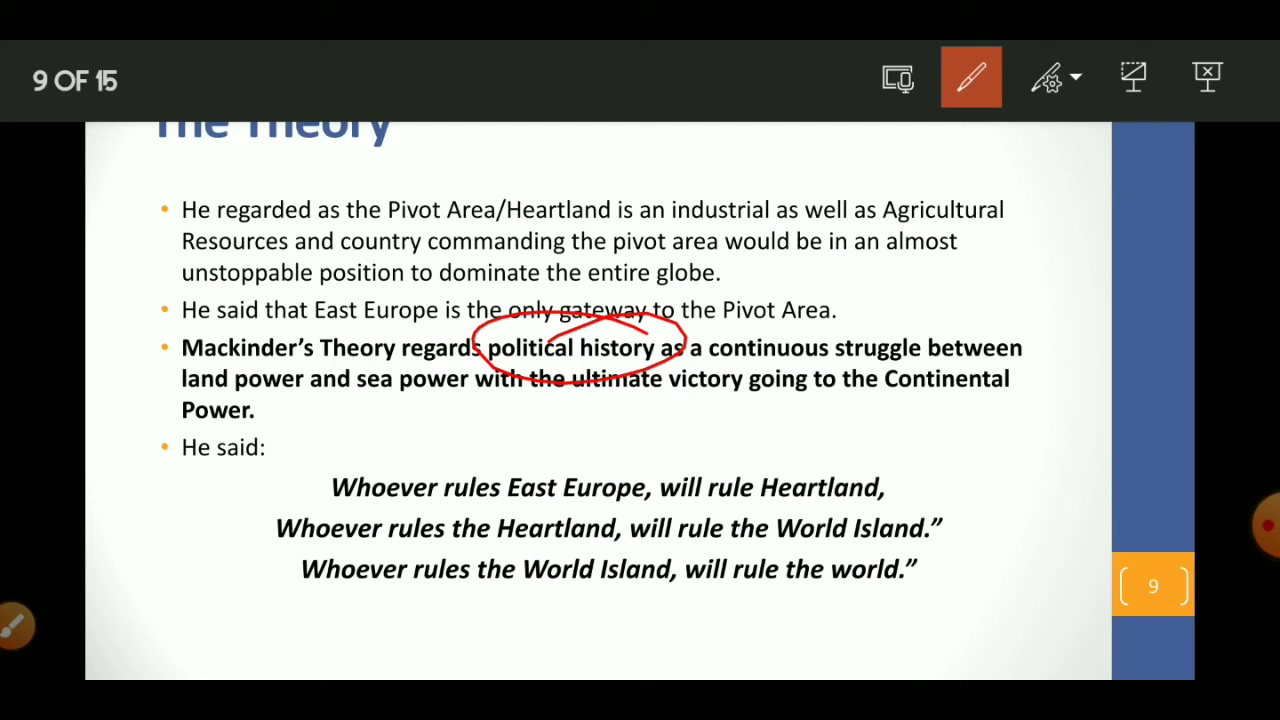 9 OF 15
The Theory
• He regarded as the Pivot Area/Heartland is an industrial as well as Agricultural
Resources and country commanding the pivot area would be in an almost
unstoppable position to dominate the entire globe.
• He said that East Europe is the only gateway to the Pivot Area.
• Mackinder’s Theory regards political history as a continuous struggle between
land power and sea power with the ultimate victory going to the Continental
Power.
• He said:
Whoever rules East Europe, will rule Heartland,
Whoever rules the Heartland, will rule the World Island.”
Whoever rules the World Island, will rule the world.”
9